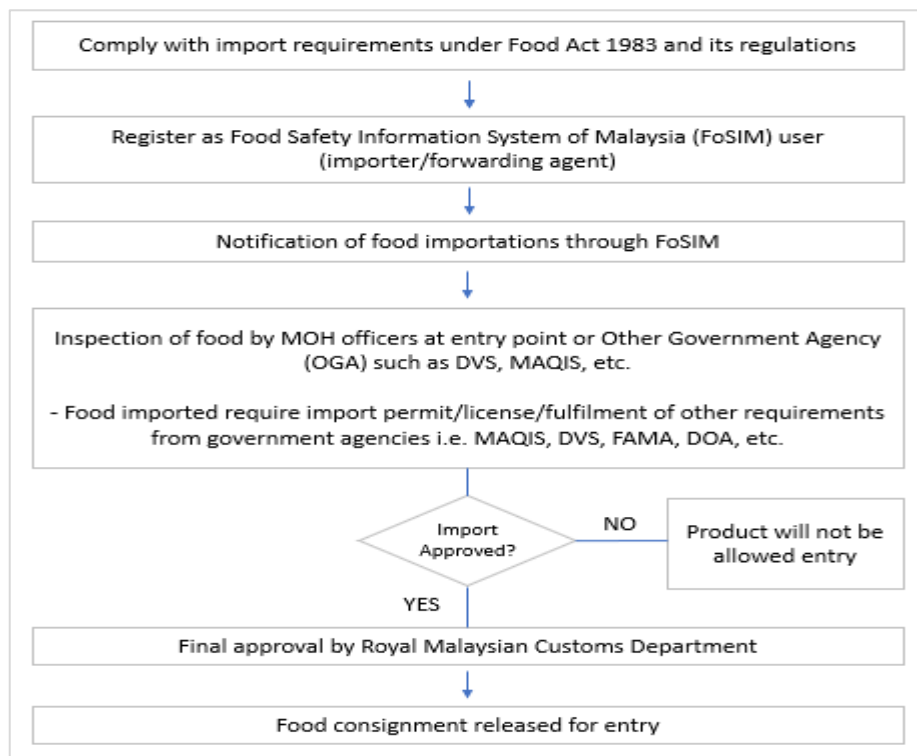 Comply with import requirements under Food Act 1983 and its regulations
Register as Food Safety Information System of Malaysia (FoSIM) user
(importer/forwarding agent)
Notification of food importations through FoSIM
Inspection of food by MOH officers at entry point or Other Government Agency
(OGA) such as DVS, MAQIS, etc.
- Food imported require import permit/license/fulfilment of other requirements
from government agencies i.e. MAQIS, DVS, FAMA, DOA, etc.
Import
Approved?
NO
Product will not be
allowed entry
YES
Final approval by Royal Malaysian Customs Department
Food consignment released for entry